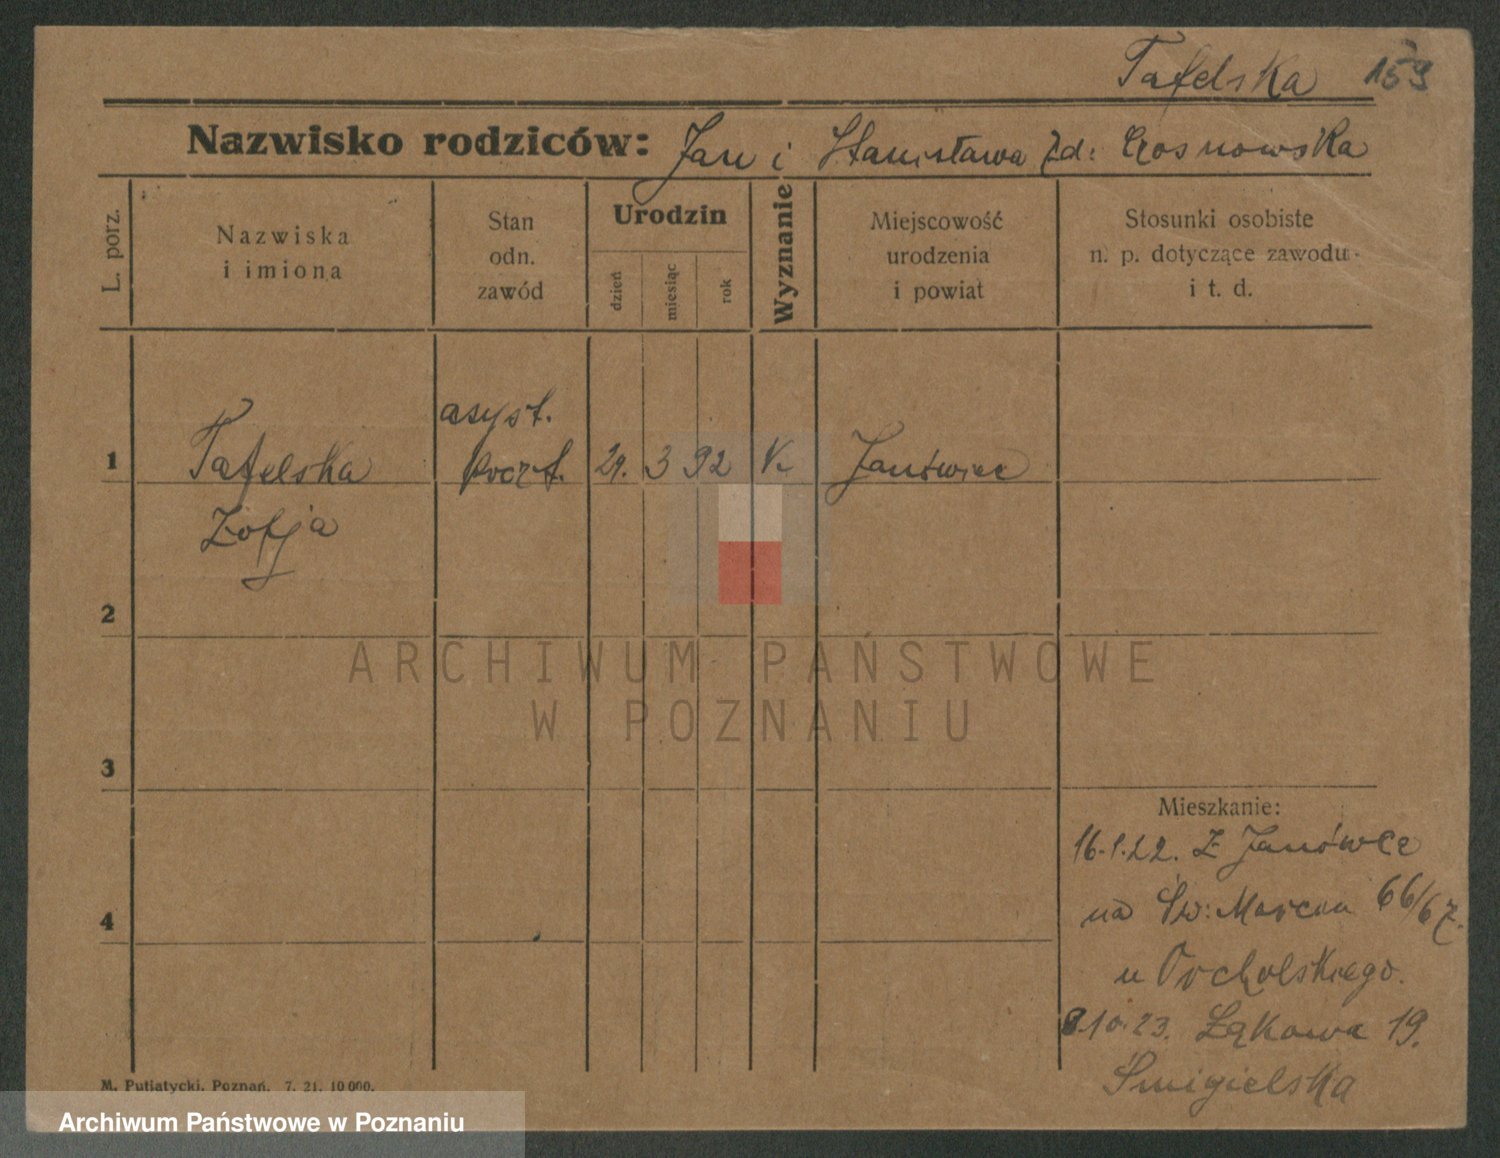 Tafelska 159
Nazwisko rodziców: Jan i Stanisława zd: Czosnowska
L. porz.
Nazwiska
i imiona
Stan
odn.
zawód
Urodzin
dzień
miesiąc
rok
Wyznanie
Miejscowość
urodzenia
i powiat
Stosunki osobiste
n. p. dotyczące zawodu
i t. d.
1 Tafelska asyst. poczt. 29. 3 92 K. Janówiec
Zofja
2
3
4
Mieszkanie:
16.1.22. z Janówca
na Św: Marcin 66/67.
u
8.10.23. Łąkowa 19.
Śmigielska
M. Putiatycki, Poznań. 7. 21. 10 000.
ARCHIWUM PAŃSTWOWE
W POZNANIU
Archiwum Państwowe w Poznaniu